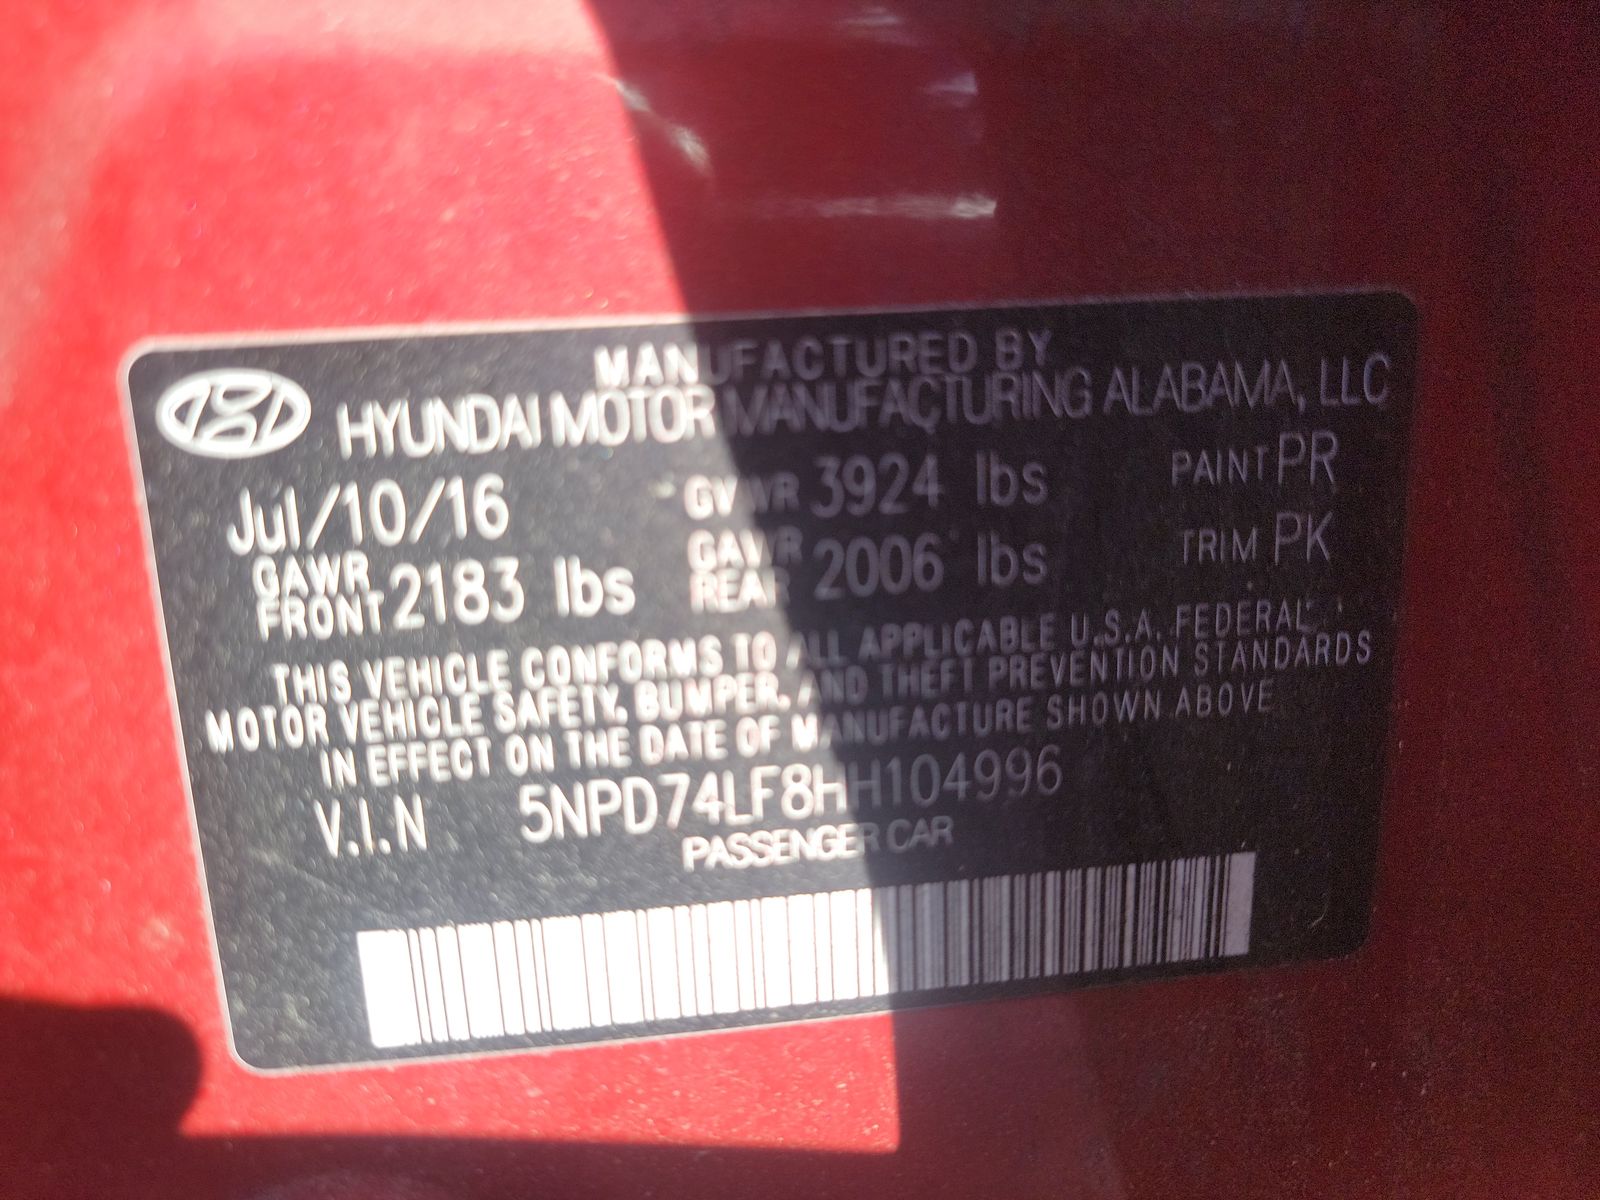 MANUFACTURED BY
HYUNDAI MOTOR MANUFACTURING ALABAMA, LLC
Jul/10/16 GVWR 3924 lbs PAINT PR
GAWR FRONT 2183 lbs GAWR REAR 2006 lbs TRIM PK
THIS VEHICLE CONFORMS TO ALL APPLICABLE U.S.A. FEDERAL
MOTOR VEHICLE SAFETY, BUMPER, AND THEFT PREVENTION STANDARDS
IN EFFECT ON THE DATE OF MANUFACTURE SHOWN ABOVE
V.I.N 5NPD74LF8HH104996
PASSENGER CAR